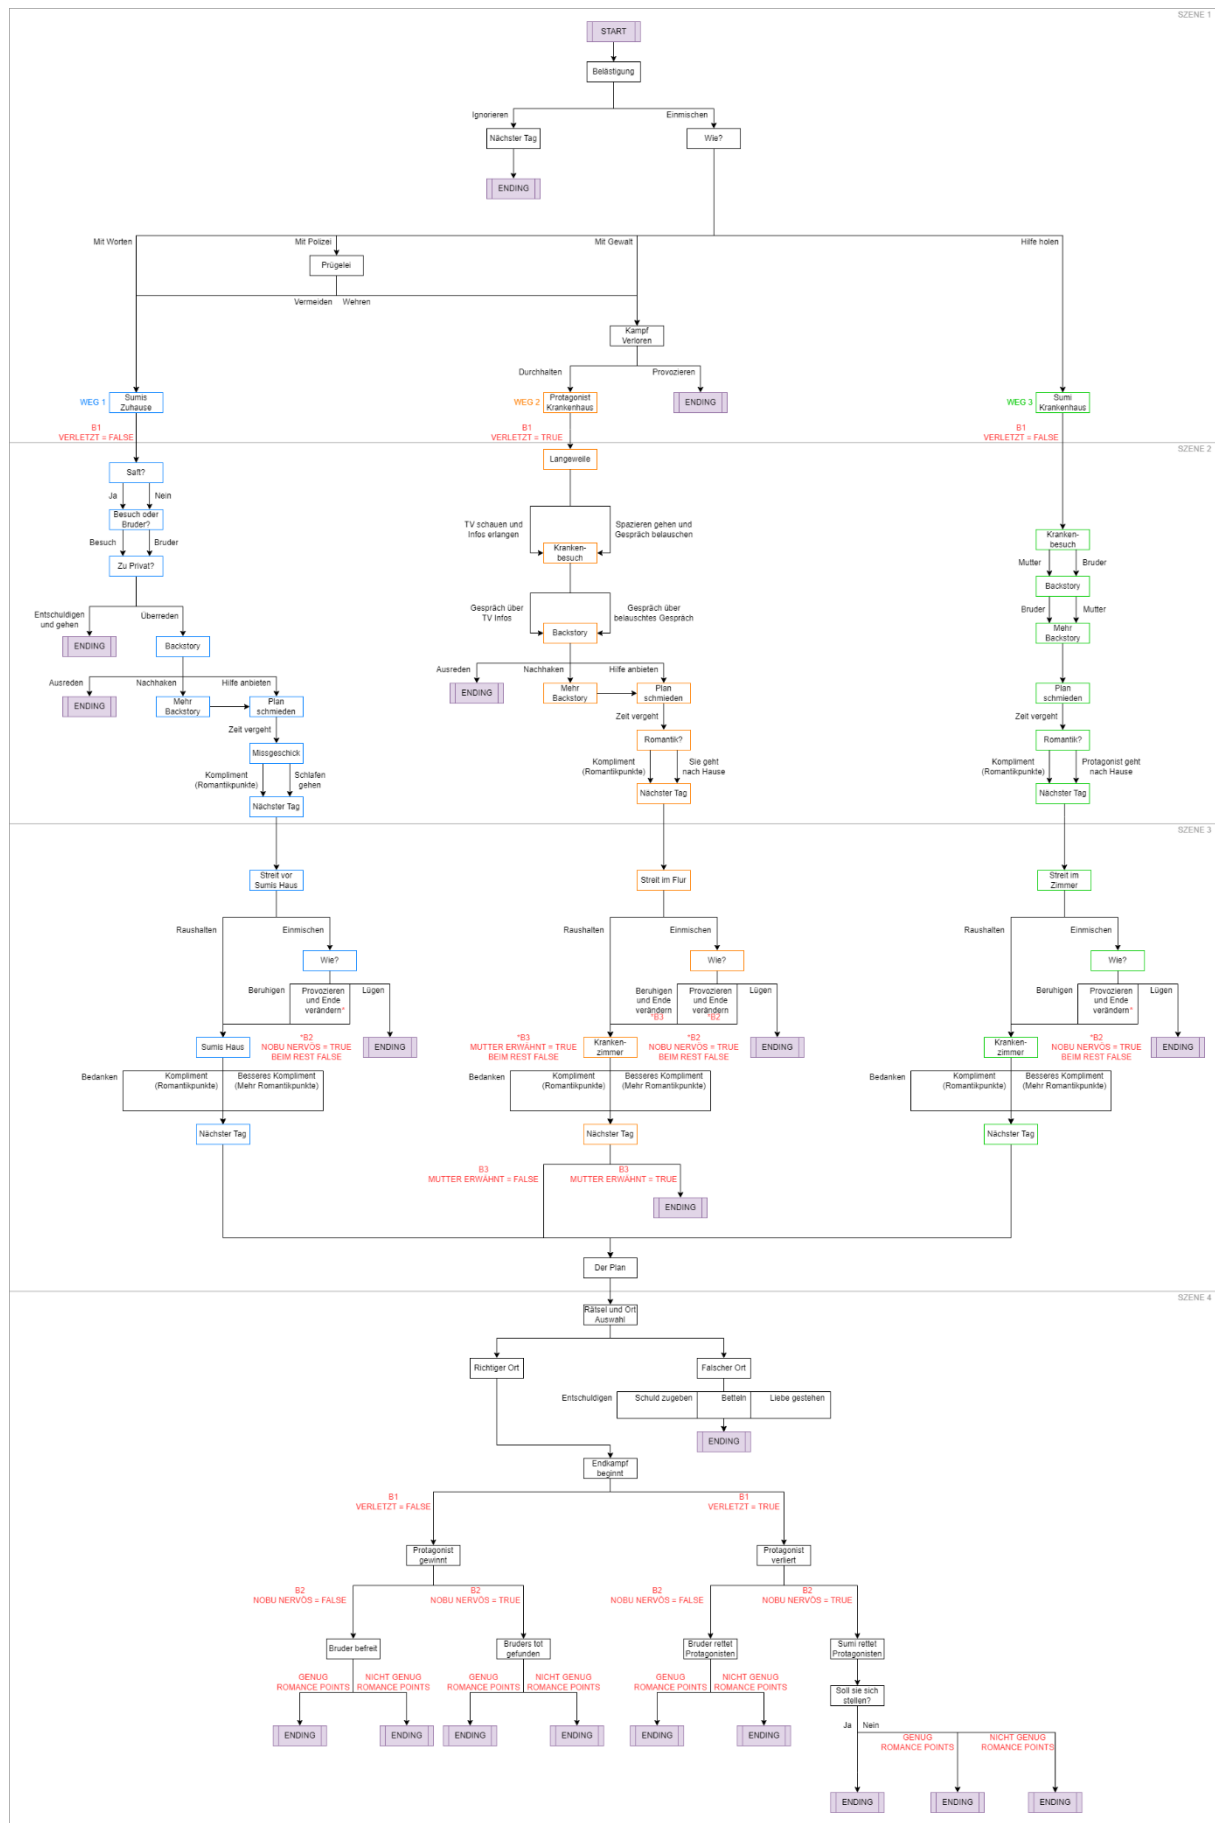 SZENE 1
START
Belästigung
Ignorieren
Einmischen
Nächster Tag
Wie?
ENDING
Mit Worten
Mit Polizei
Mit Gewalt
Hilfe holen
Prügelei
Vermeiden
Wehren
Kampf
Verloren
Durchhalten
Provozieren
WEG 1
Sumis
Zuhause
WEG 2
Protagonist
Krankenhaus
ENDING
WEG 3
Sumi
Krankenhaus
B1
VERLETZT = FALSE
B1
VERLETZT = TRUE
B1
VERLETZT = FALSE
SZENE 2
Saft?
Ja
Nein
Besuch oder
Bruder?
Besuch
Bruder
Zu Privat?
Entschuldigen
und gehen
Überreden
ENDING
Backstory
Ausreden
Nachhaken
Hilfe anbieten
ENDING
Mehr
Backstory
Plan
schmieden
Zeit vergeht
Missgeschick
Kompliment
(Romantikpunkte)
Schlafen
gehen
Nächster Tag
Langeweile
TV schauen und
Infos erlangen
Spazieren gehen und
Gespräch belauschen
Kranken-
besuch
Gespräch über
TV Infos
Gespräch über
belauschtes Gespräch
Backstory
Ausreden
Nachhaken
Hilfe anbieten
ENDING
Mehr
Backstory
Plan
schmieden
Zeit vergeht
Romantik?
Kompliment
(Romantikpunkte)
Sie geht
nach Hause
Nächster Tag
Kranken-
besuch
Mutter
Bruder
Backstory
Bruder
Mutter
Mehr
Backstory
Plan
schmieden
Zeit vergeht
Romantik?
Kompliment
(Romantikpunkte)
Protagonist geht
nach Hause
Nächster Tag
SZENE 3
Streit vor
Sumis Haus
Raushalten
Einmischen
Wie?
Beruhigen
Provozieren
und Ende
verändern*
Lügen
Sumis Haus
*B2
NOBU NERVÖS = TRUE
BEIM REST FALSE
ENDING
Bedanken
Kompliment
(Romantikpunkte)
Besseres Kompliment
(Mehr Romantikpunkte)
Nächster Tag
Streit im Flur
Raushalten
Einmischen
Wie?
Beruhigen
und Ende
verändern
*B3
Provozieren
und Ende
verändern
*B2
Lügen
*B3
MUTTER ERWÄHNT = TRUE
BEIM REST FALSE
Kranken-
zimmer
*B2
NOBU NERVÖS = TRUE
BEIM REST FALSE
ENDING
Bedanken
Kompliment
(Romantikpunkte)
Besseres Kompliment
(Mehr Romantikpunkte)
Nächster Tag
B3
MUTTER ERWÄHNT = FALSE
B3
MUTTER ERWÄHNT = TRUE
ENDING
Streit im
Zimmer
Raushalten
Einmischen
Wie?
Beruhigen
Provozieren
und Ende
verändern*
Lügen
Kranken-
zimmer
*B2
NOBU NERVÖS = TRUE
BEIM REST FALSE
ENDING
Bedanken
Kompliment
(Romantikpunkte)
Besseres Kompliment
(Mehr Romantikpunkte)
Nächster Tag
Der Plan
SZENE 4
Rätsel und Ort
Auswahl
Richtiger Ort
Falscher Ort
Entschuldigen
Schuld zugeben
Betteln
Liebe gestehen
ENDING
Endkampf
beginnt
B1
VERLETZT = FALSE
B1
VERLETZT = TRUE
Protagonist
gewinnt
Protagonist
verliert
B2
NOBU NERVÖS = FALSE
B2
NOBU NERVÖS = TRUE
B2
NOBU NERVÖS = FALSE
B2
NOBU NERVÖS = TRUE
Bruder befreit
Bruders tot
gefunden
Bruder rettet
Protagonisten
Sumi rettet
Protagonisten
GENUG
ROMANCE POINTS
NICHT GENUG
ROMANCE POINTS
GENUG
ROMANCE POINTS
NICHT GENUG
ROMANCE POINTS
GENUG
ROMANCE POINTS
NICHT GENUG
ROMANCE POINTS
Soll sie sich
stellen?
ENDING
ENDING
ENDING
ENDING
ENDING
ENDING
Ja
Nein
GENUG
ROMANCE POINTS
NICHT GENUG
ROMANCE POINTS
ENDING
ENDING
ENDING